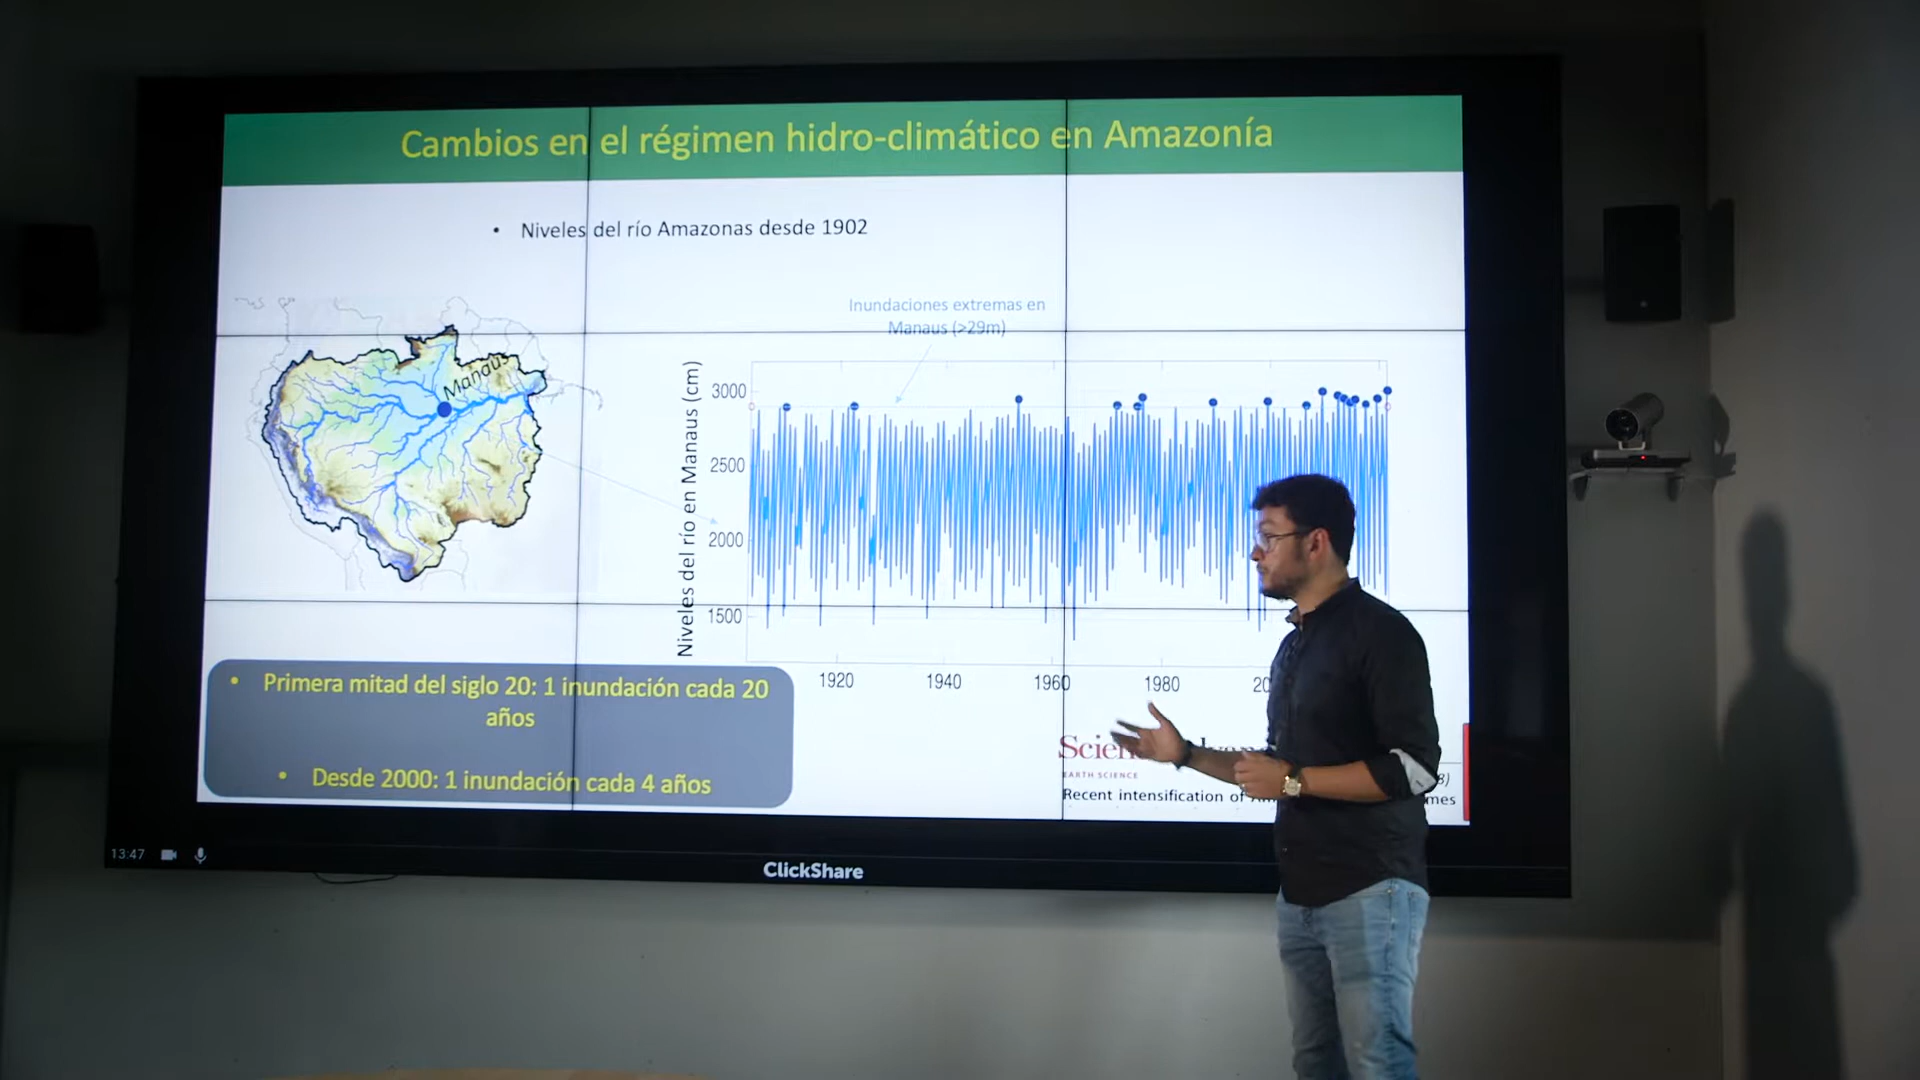 Cambios en el régimen hidro-climático en Amazonía
• Niveles del río Amazonas desde 1902
Inundaciones extremas en
Manaus (>29m)
Manaus
Niveles del río en Manaus (cm)
3000
2500
2000
1500
1920
1940
1960
1980
• Primera mitad del siglo 20: 1 inundación cada 20
años
• Desde 2000: 1 inundación cada 4 años
EARTH SCIENCE
Recent intensification of
13:47
ClickShare